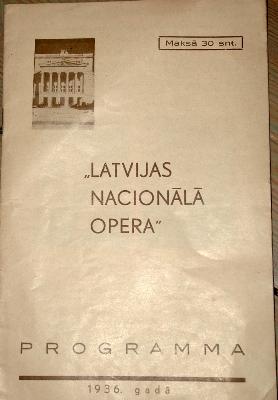 Maksā 30 snt.
„LATVIJAS
NACIONĀLĀ
OPERA"
PROGRAMMA
1936. gadā